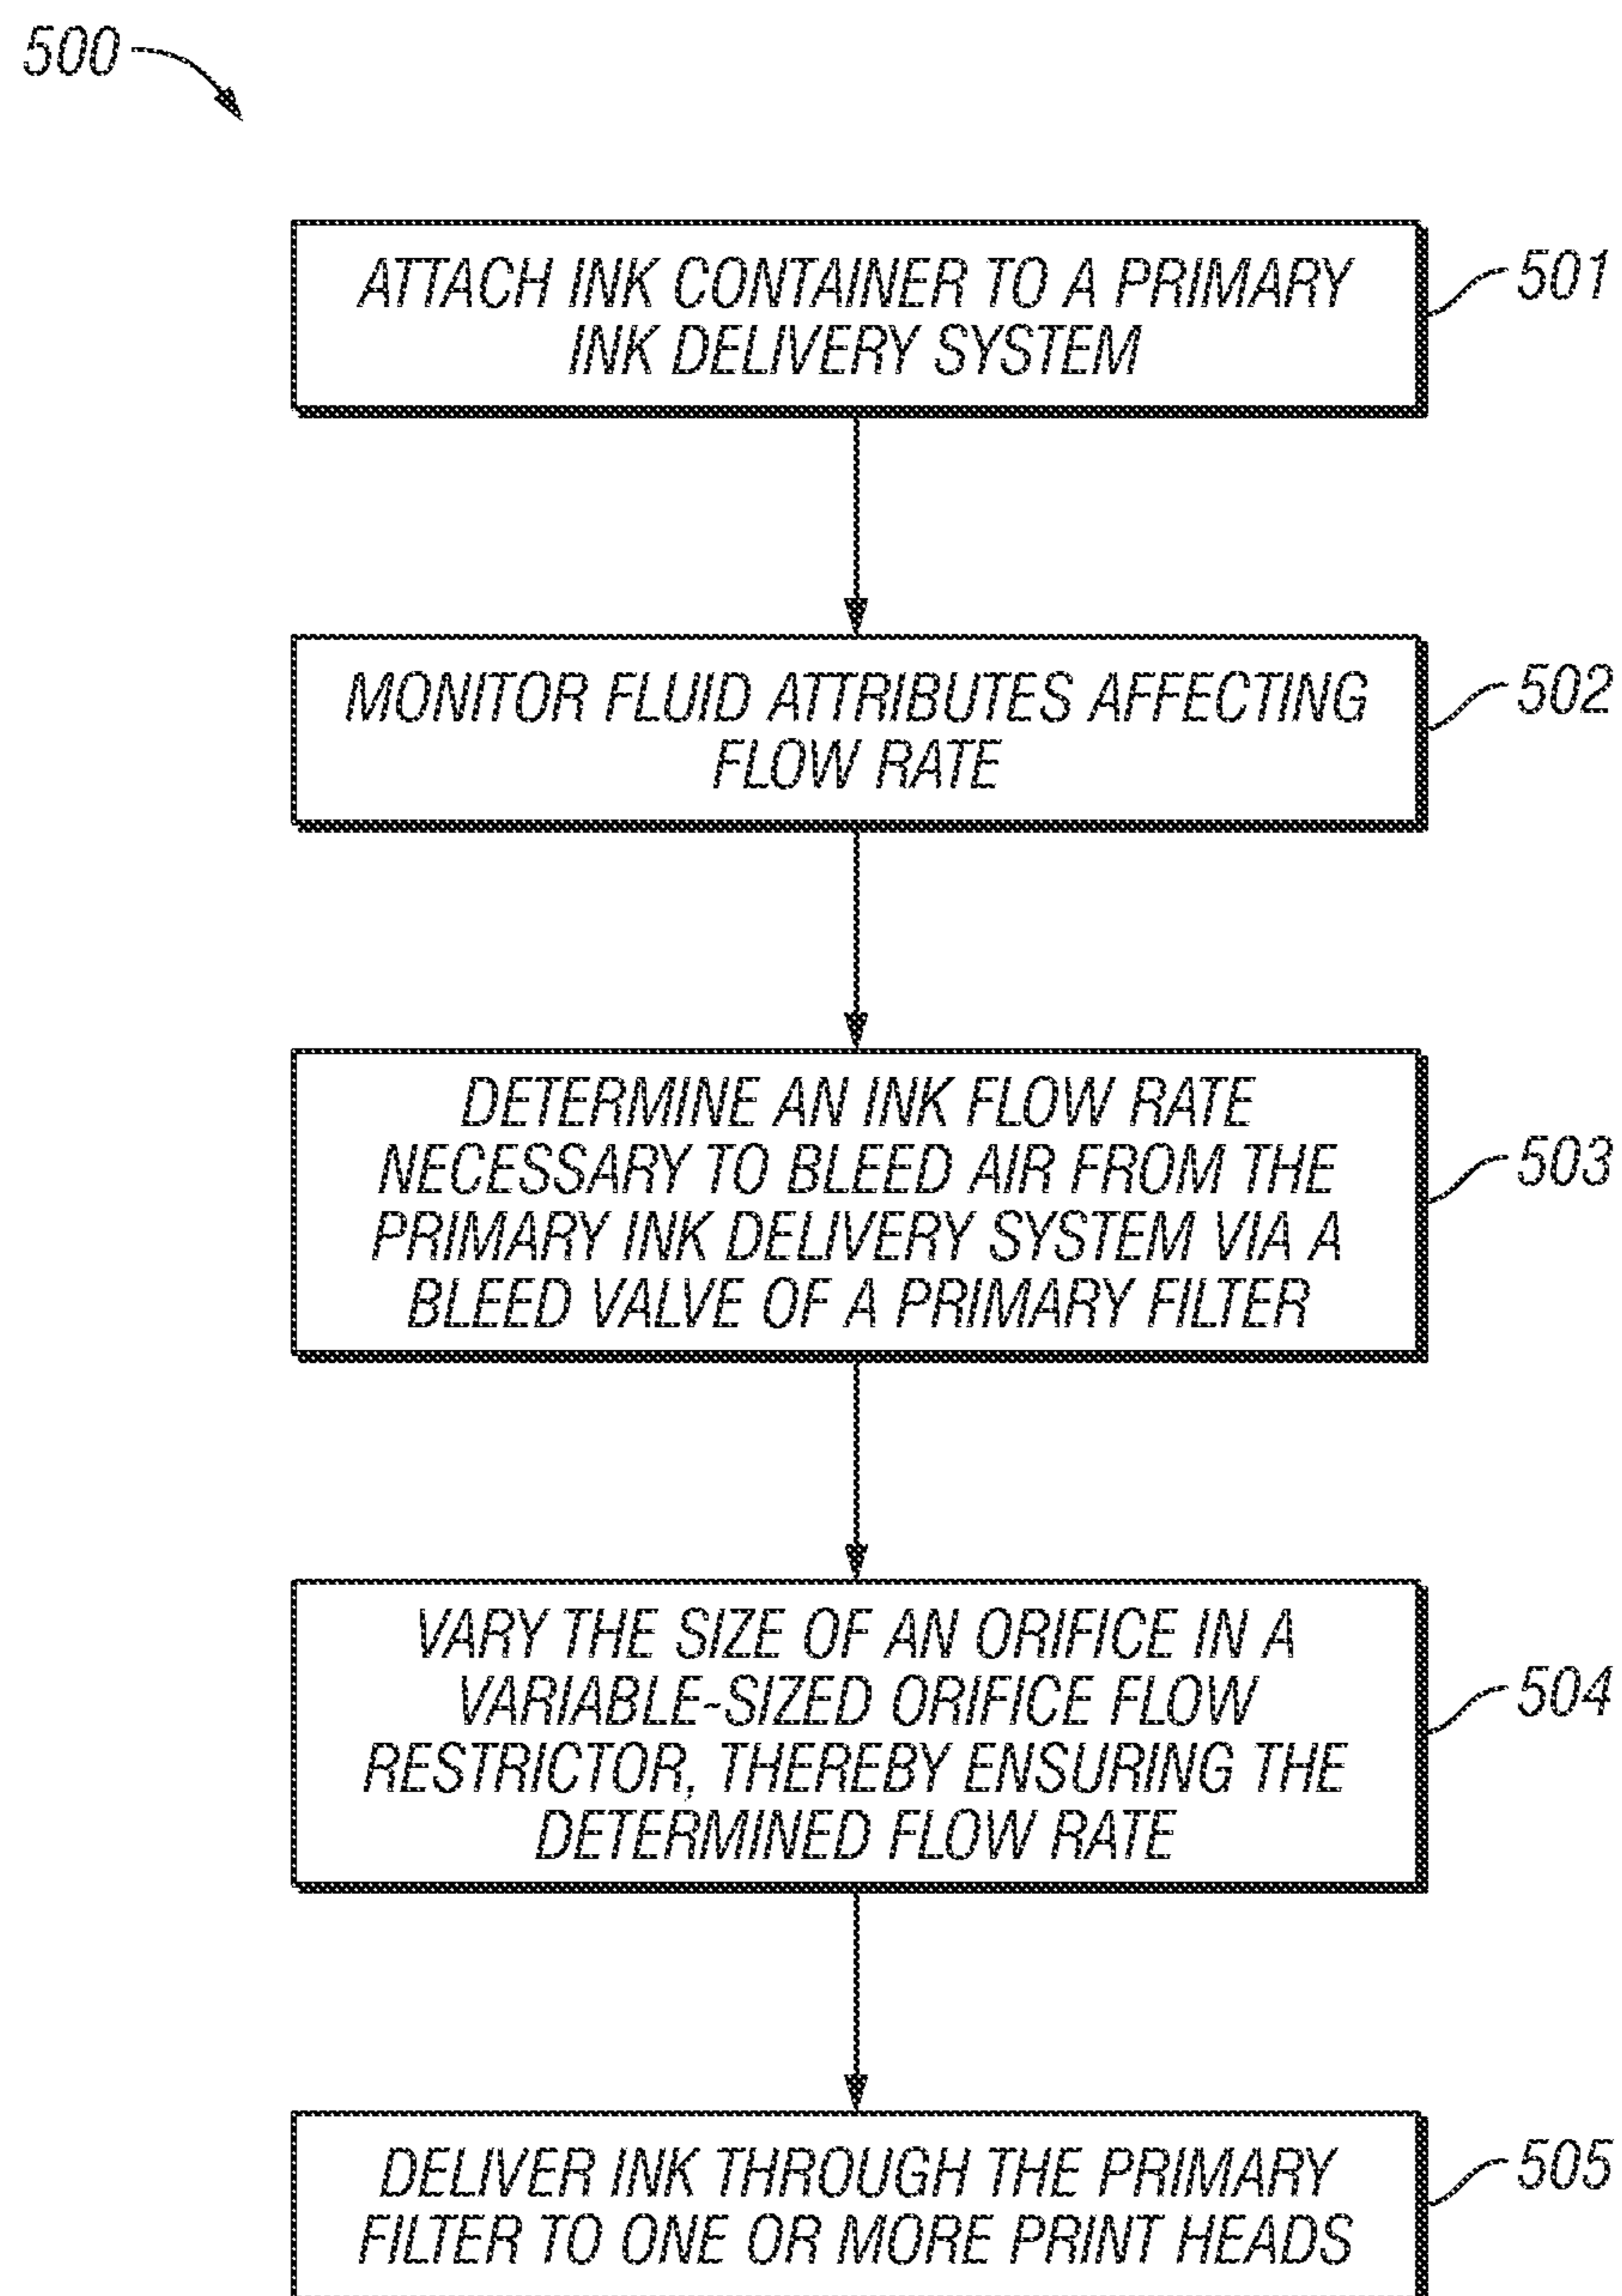 500
ATTACH INK CONTAINER TO A PRIMARY
INK DELIVERY SYSTEM
501
MONITOR FLUID ATTRIBUTES AFFECTING
FLOW RATE
502
DETERMINE AN INK FLOW RATE
NECESSARY TO BLEED AIR FROM THE
PRIMARY INK DELIVERY SYSTEM VIA A
BLEED VALVE OF A PRIMARY FILTER
503
VARY THE SIZE OF AN ORIFICE IN A
VARIABLE-SIZED ORIFICE FLOW
RESTRICTOR, THEREBY ENSURING THE
DETERMINED FLOW RATE
504
DELIVER INK THROUGH THE PRIMARY
FILTER TO ONE OR MORE PRINT HEADS
505